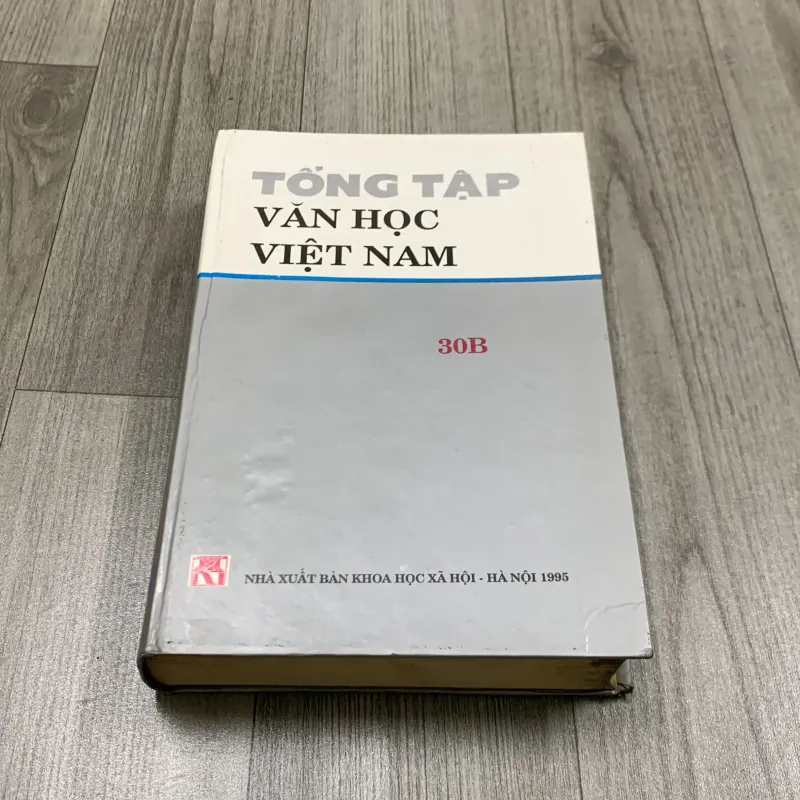 TỔNG TẬP
VĂN HỌC
VIỆT NAM
30B
NHÀ XUẤT BẢN KHOA HỌC XÃ HỘI - HÀ NỘI 1995